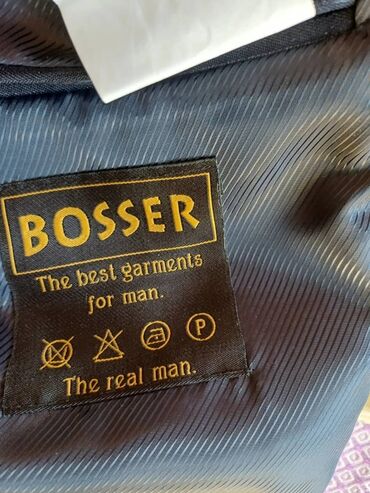 BOSSER
The best garments
for man.
P
The real man.